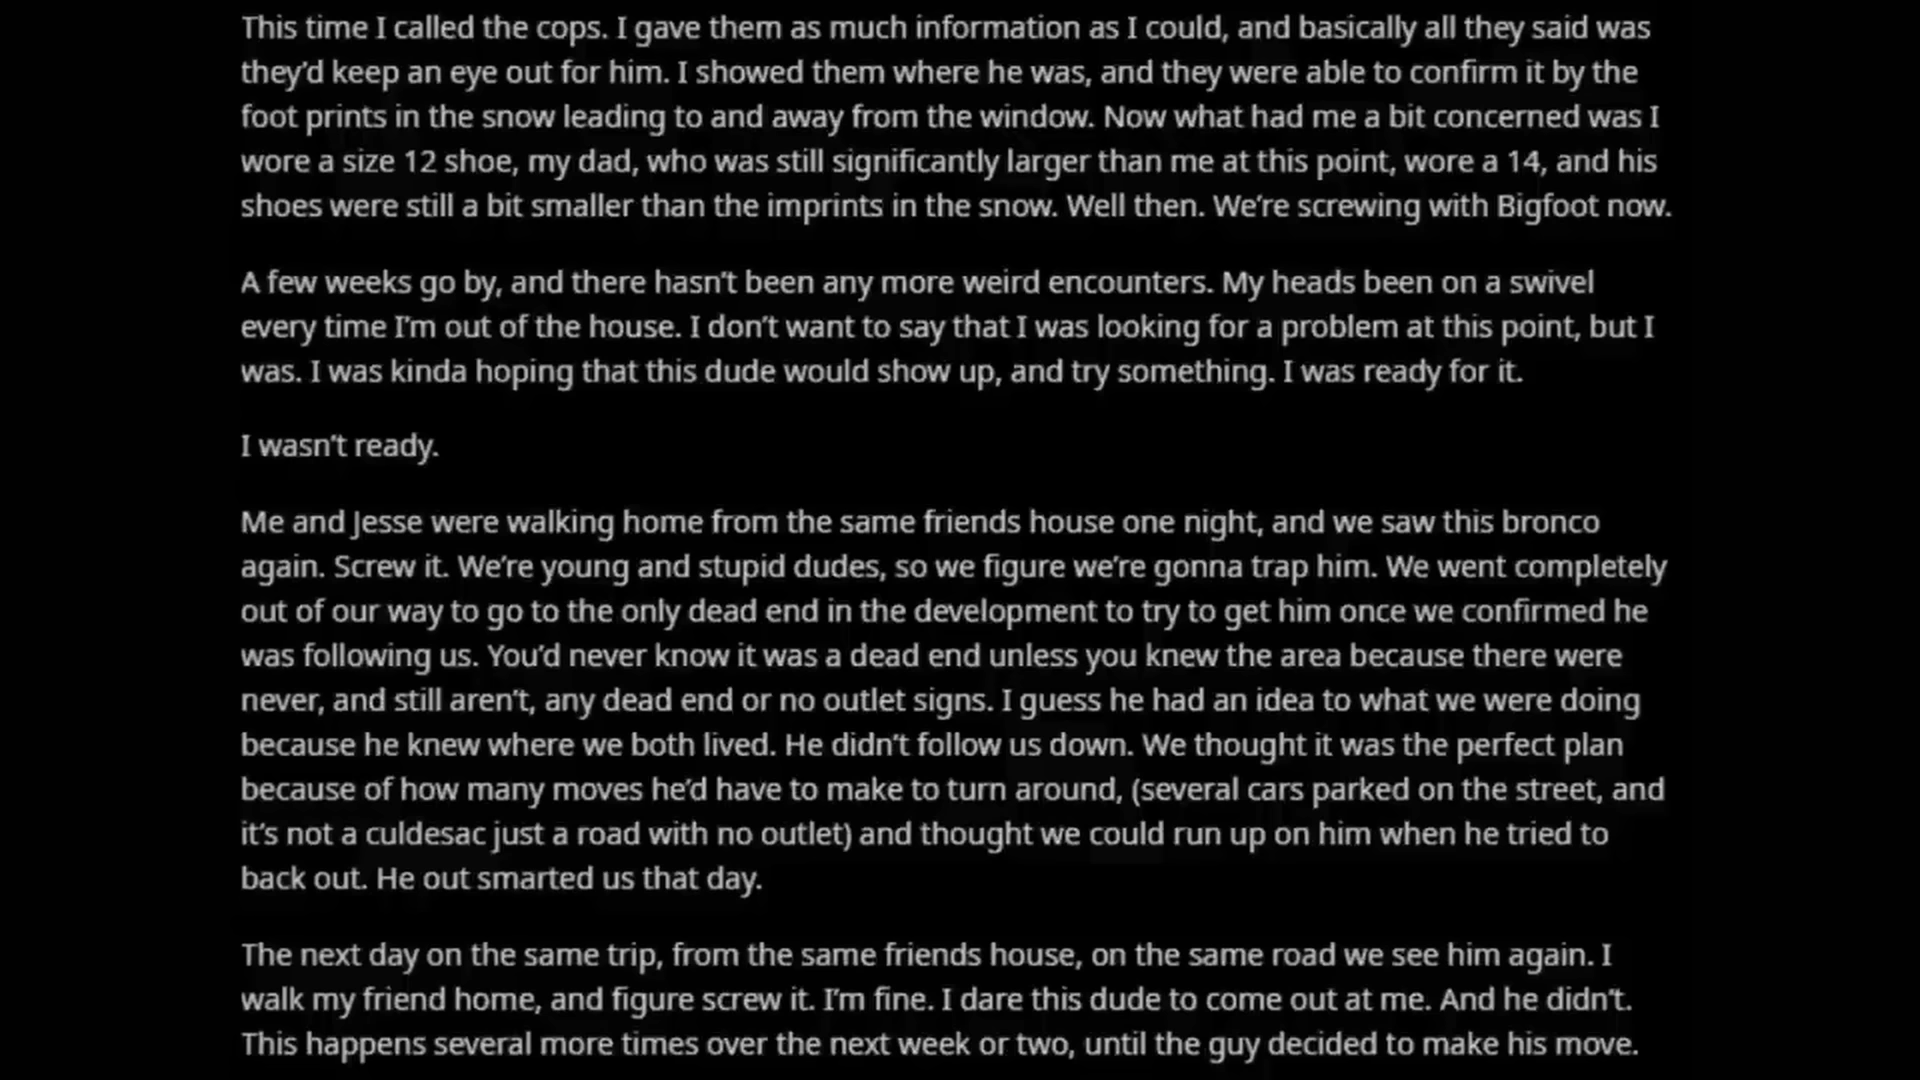 This time I called the cops. I gave them as much information as I could, and basically all they said was
they'd keep an eye out for him. I showed them where he was, and they were able to confirm it by the
foot prints in the snow leading to and away from the window. Now what had me a bit concerned was I
wore a size 12 shoe, my dad, who was still significantly larger than me at this point, wore a 14, and his
shoes were still a bit smaller than the imprints in the snow. Well then. We're screwing with Bigfoot now.
A few weeks go by, and there hasn't been any more weird encounters. My heads been on a swivel
every time I'm out of the house. I don't want to say that I was looking for a problem at this point, but I
was. I was kinda hoping that this dude would show up, and try something. I was ready for it.
I wasn't ready.
Me and Jesse were walking home from the same friends house one night, and we saw this bronco
again. Screw it. We're young and stupid dudes, so we figure we're gonna trap him. We went completely
out of our way to go to the only dead end in the development to try to get him once we confirmed he
was following us. You'd never know it was a dead end unless you knew the area because there were
never, and still aren't, any dead end or no outlet signs. I guess he had an idea to what we were doing
because he knew where we both lived. He didn't follow us down. We thought it was the perfect plan
because of how many moves he'd have to make to turn around, (several cars parked on the street, and
it's not a culdesac just a road with no outlet) and thought we could run up on him when he tried to
back out. He out smarted us that day.
The next day on the same trip, from the same friends house, on the same road we see him again. I
walk my friend home, and figure screw it. I'm fine. I dare this dude to come out at me. And he didn't.
This happens several more times over the next week or two, until the guy decided to make his move.